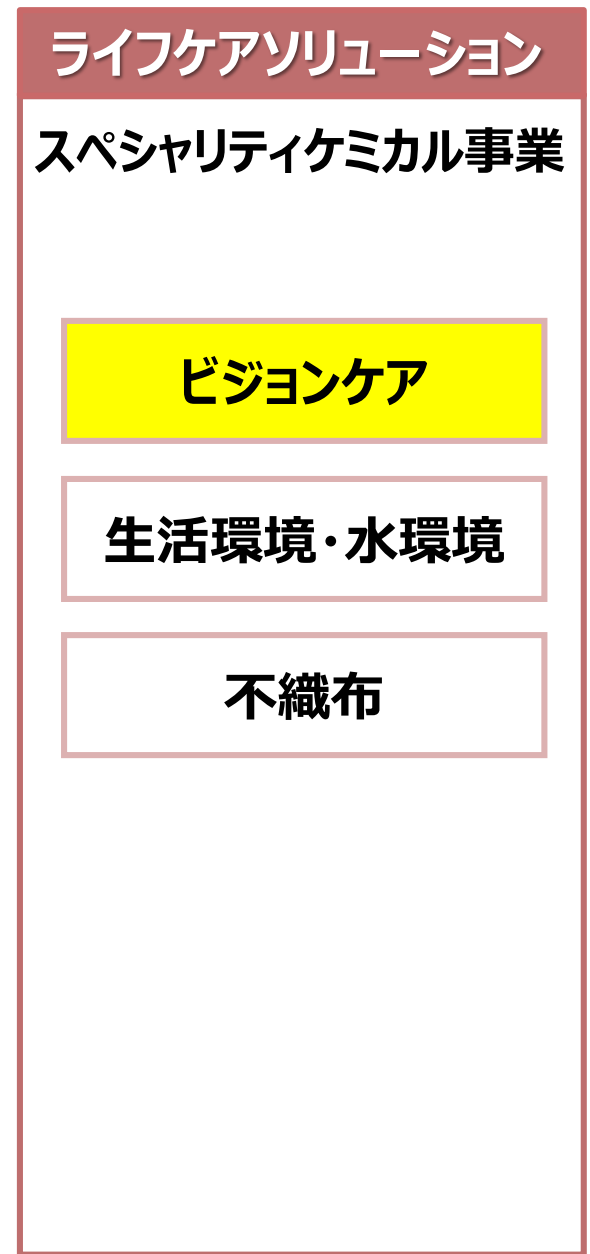 ライフケアソリューション
スペシャリティケミカル事業
ビジョンケア
生活環境・水環境
不織布